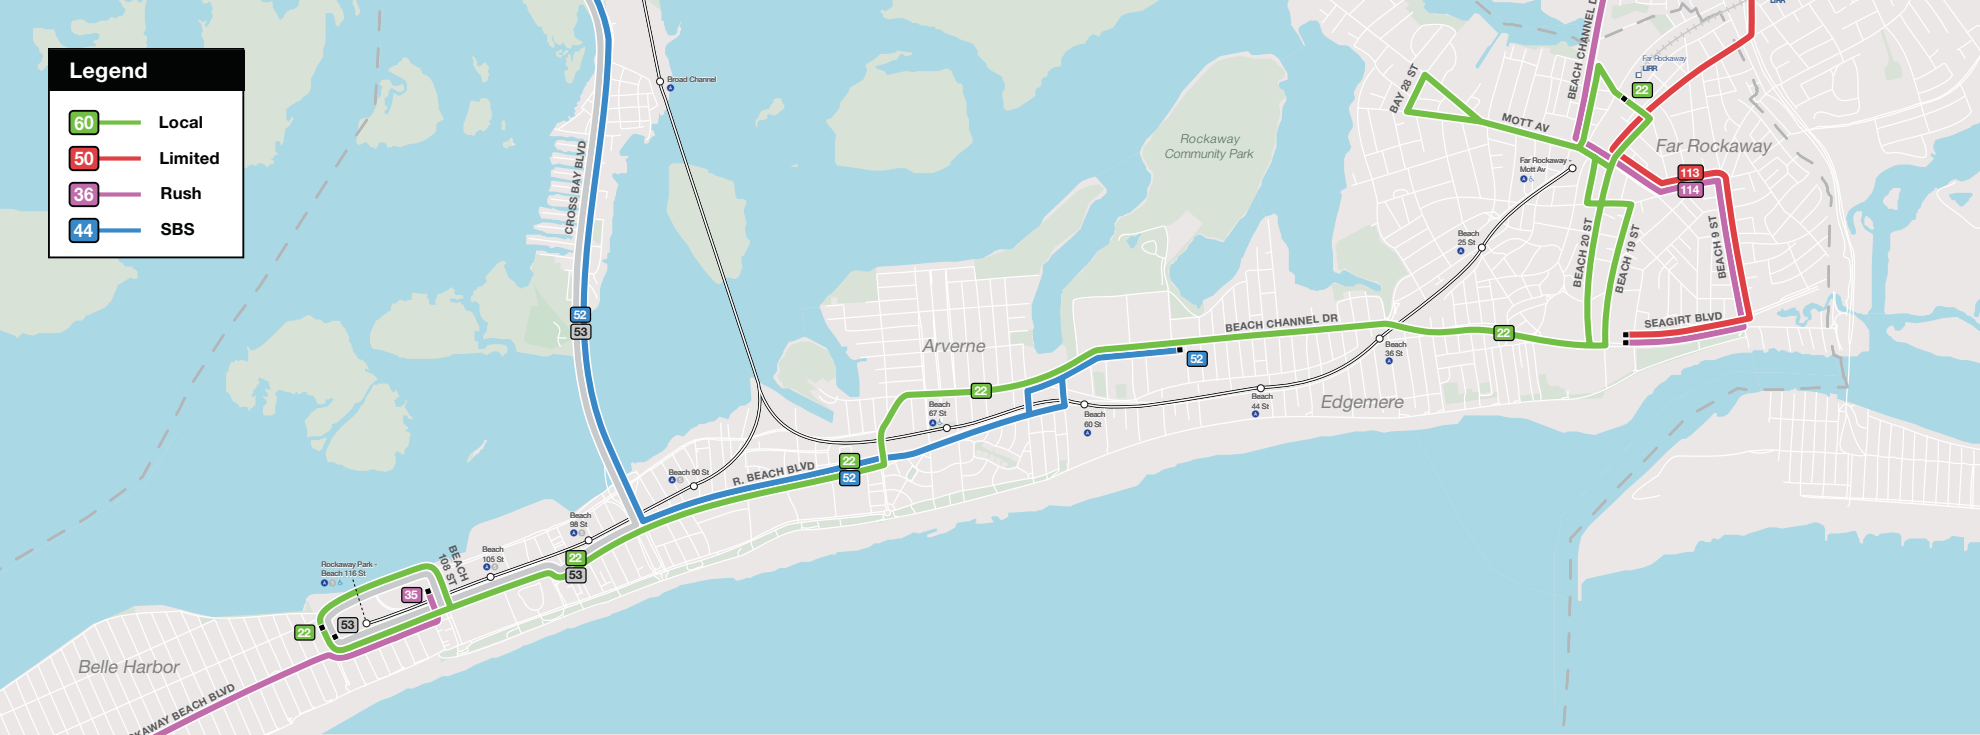 Legend
60 Local
50 Limited
36 Rush
44 SBS
Broad Channel
A
CROSS BAY BLVD
52
53
Rockaway
Community Park
BAY 28 ST
MOTT AV
BEACH CHANNEL D
Far Rockaway
LIRR
22
LIRR
Far Rockaway
Far Rockaway -
Mott Av
A
113
114
Beach
25 St
A
BEACH 20 ST
BEACH 19 ST
BEACH 9 ST
SEAGIRT BLVD
Arverne
BEACH CHANNEL DR
22
52
Beach
36 St
A
22
Beach
67 St
A
Beach
44 St
A
Edgemere
Beach
60 St
A
Beach 90 St
A S
R. BEACH BLVD
22
52
Beach
98 St
A S
22
53
Beach
105 St
A S
BEACH
108 ST
Rockaway Park -
Beach 116 St
A S
35
53
22
Belle Harbor
KAWAY BEACH BLVD